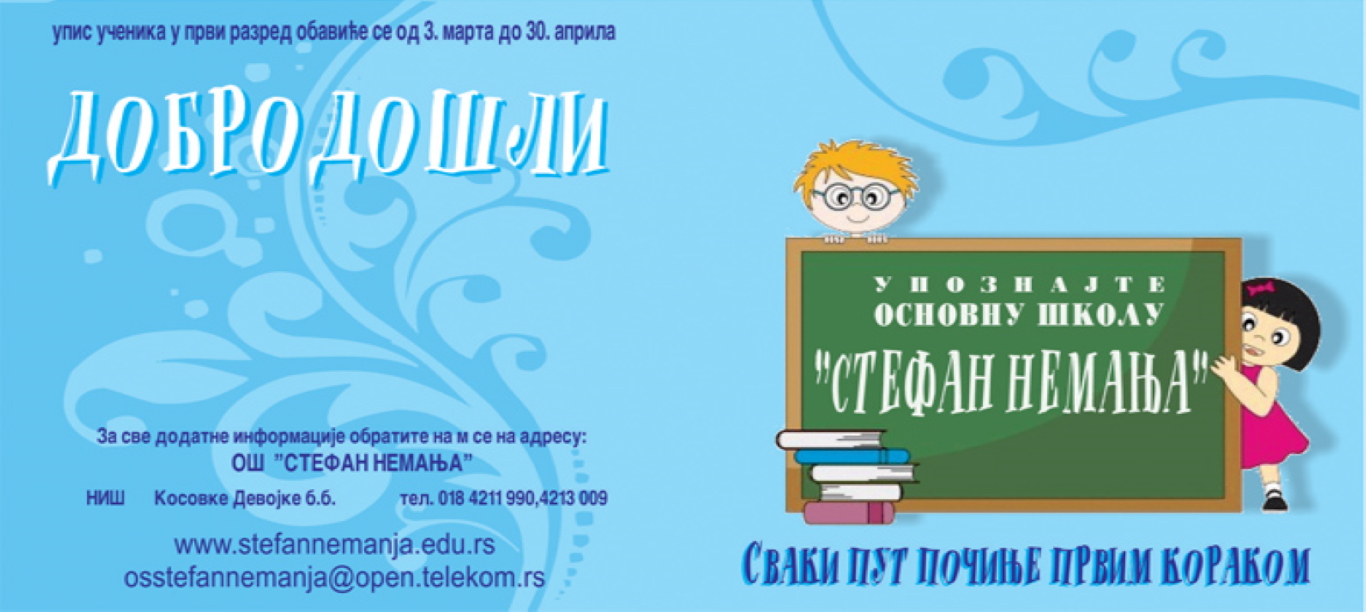 упис ученика у први разред обавиће се од 3. марта до 30. априла
ДОБРО ДОШЛИ
За све додатне информације обратите на м се на адресу:
ОШ "СТЕФАН НЕМАЊА"
НИШ Косовке Девојке б.б. тел. 018 4211 990,4213 009
www.stefannemanja.edu.rs
osstefannemanja@open.telekom.rs
УПОЗНАЈТЕ
ОСНОВНУ ШКОЛУ
"СТЕФАН НЕМАЊА"
СВАКИ ПУТ ПОЧИЊЕ ПРВИМ КОРАКОМ